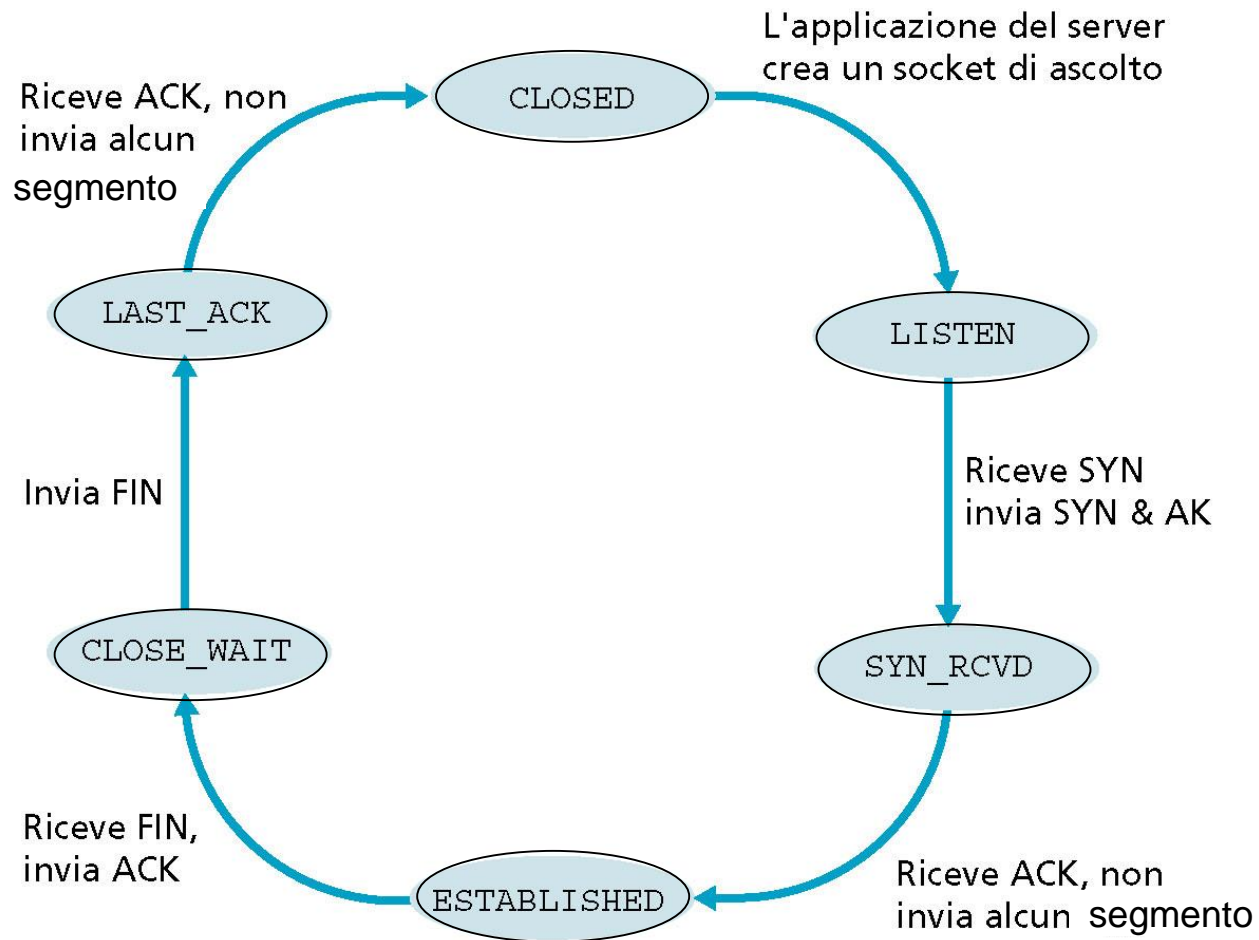 L'applicazione del server
crea un socket di ascolto
CLOSED
Riceve ACK, non
invia alcun
segmento
LAST_ACK
LISTEN
Riceve SYN
invia SYN & AK
Invia FIN
CLOSE_WAIT
SYN_RCVD
Riceve FIN,
invia ACK
ESTABLISHED
Riceve ACK, non
invia alcun segmento